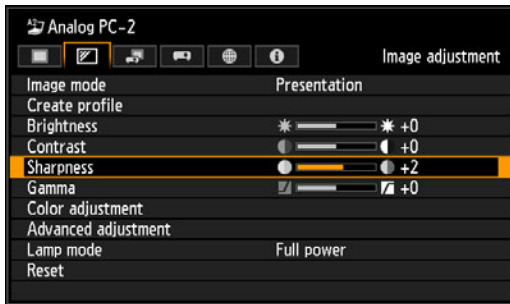 Analog PC-2
Image adjustment
Image mode Presentation
Create profile
Brightness +0
Contrast +0
Sharpness +2
Gamma +0
Color adjustment
Advanced adjustment
Lamp mode Full power
Reset